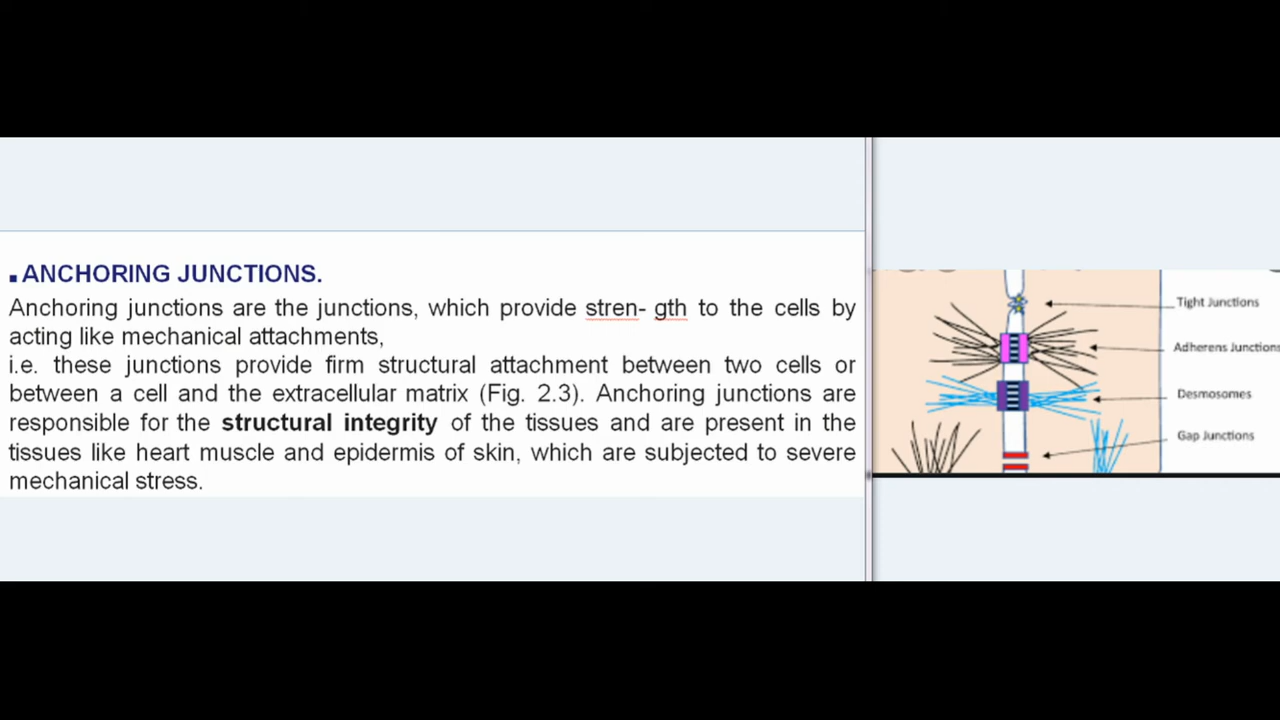 ▪ ANCHORING JUNCTIONS.
Anchoring junctions are the junctions, which provide stren- gth to the cells by
acting like mechanical attachments,
i.e. these junctions provide firm structural attachment between two cells or
between a cell and the extracellular matrix (Fig. 2.3). Anchoring junctions are
responsible for the structural integrity of the tissues and are present in the
tissues like heart muscle and epidermis of skin, which are subjected to severe
mechanical stress.
Tight Junctions
Adherens Junctions
Desmosomes
Gap Junctions